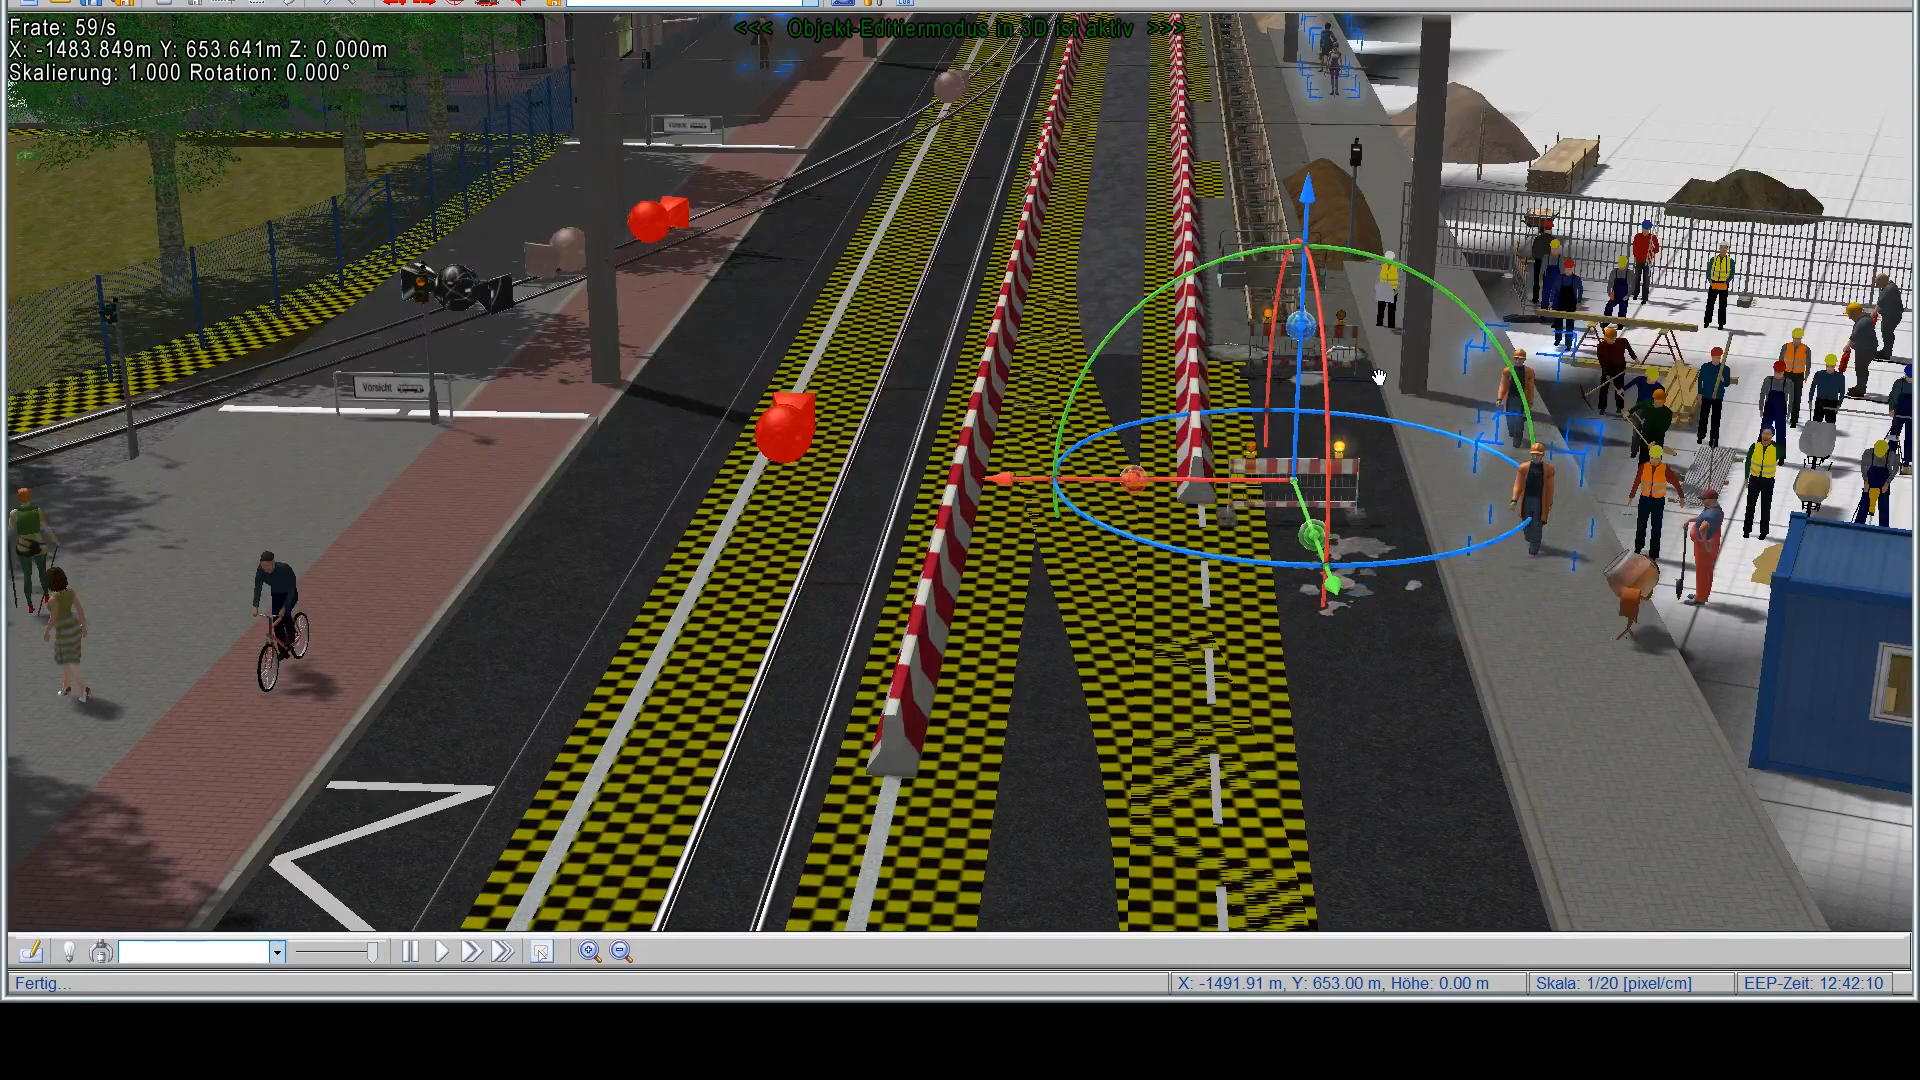 Frate: 59/s
X: -1483.849m Y: 653.641m Z: 0.000m
Skalierung: 1.000 Rotation: 0.000°
<<< Objekt-Editiermodus in 3D ist aktiv >>>
Vorsicht
Fertig...
X: -1491.91 m, Y: 653.00 m, Höhe: 0.00 m
Skala: 1/20 [pixel/cm]
EEP-Zeit: 12:42:10